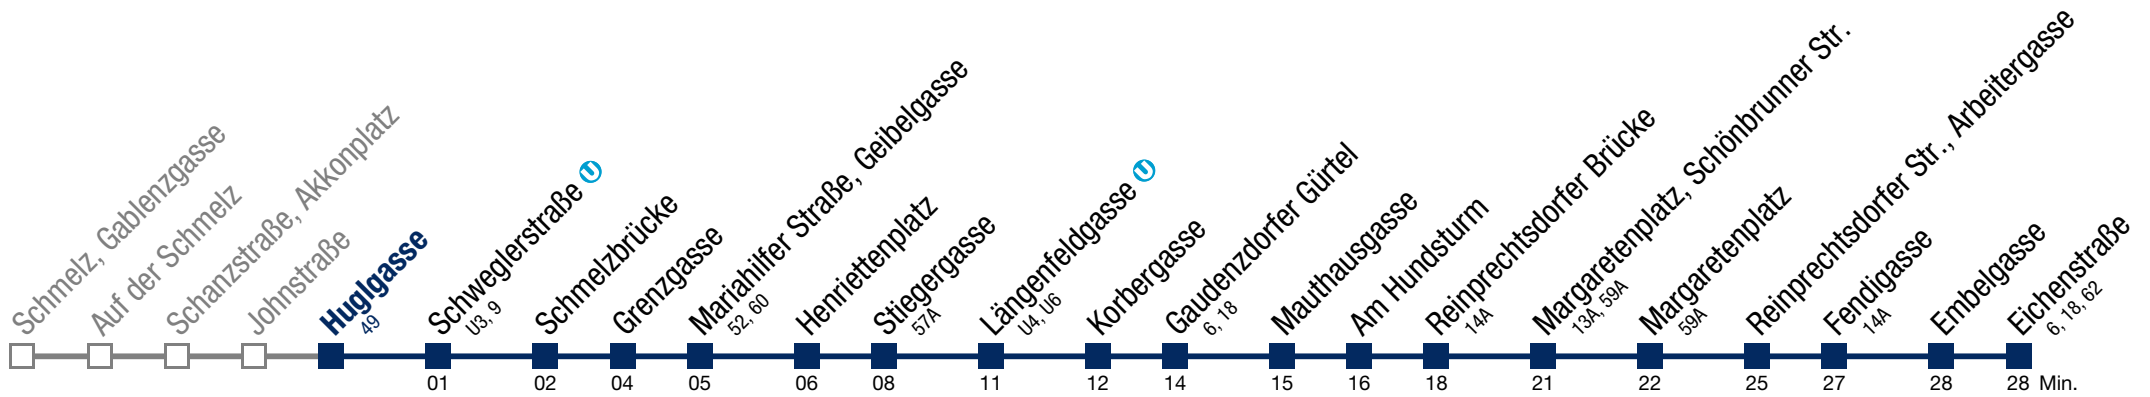 Schmelz, Gablenzgasse
Auf der Schmelz
Schanzstraße, Akkonplatz
Johnstraße
Huglgasse
49
Schweglerstraße
U3, 9
Schmelzbrücke
Grenzgasse
Mariahilfer Straße, Geibelgasse
52, 60
Henriettenplatz
Stiegergasse
57A
Längenfeldgasse
U4, U6
Korbergasse
Gaudenzdorfer Gürtel
6, 18
Mauthausgasse
Am Hundsturm
Reinprechtsdorfer Brücke
14A
Margaretenplatz, Schönbrunner Str.
13A, 59A
Margaretenplatz
59A
Reinprechtsdorfer Str., Arbeitergasse
Fendigasse
14A
Embelgasse
Eichenstraße
6, 18, 62
01 02 04 05 06 08 11 12 14 15 16 18 21 22 25 27 28 28 Min.